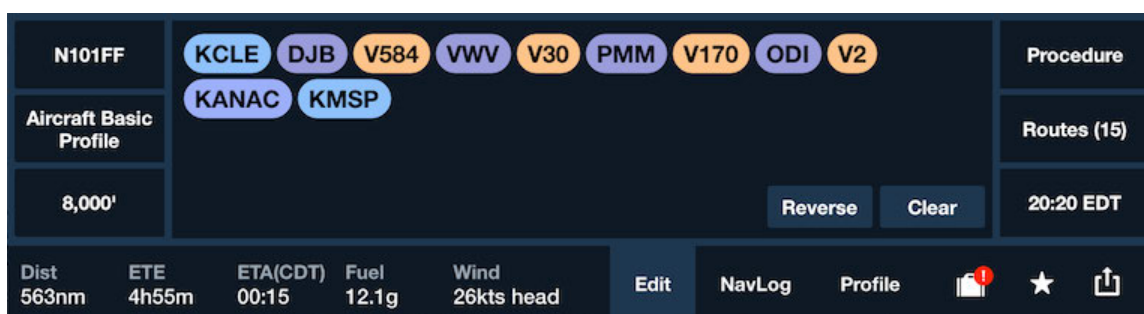 N101FF
Aircraft Basic
Profile
8,000'
KCLE DJB V584 VWV V30 PMM V170 ODI V2
KANAC KMSP
Reverse Clear
Procedure
Routes (15)
20:20 EDT
Dist ETE ETA(CDT) Fuel Wind
563nm 4h55m 00:15 12.1g 26kts head
Edit NavLog Profile !